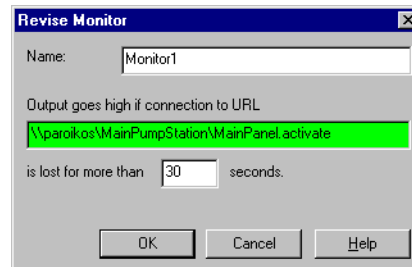 Revise Monitor
Name: Monitor1
Output goes high if connection to URL
\\paroikos\MainPumpStation\MainPanel.activate
is lost for more than 30 seconds.
OK Cancel Help